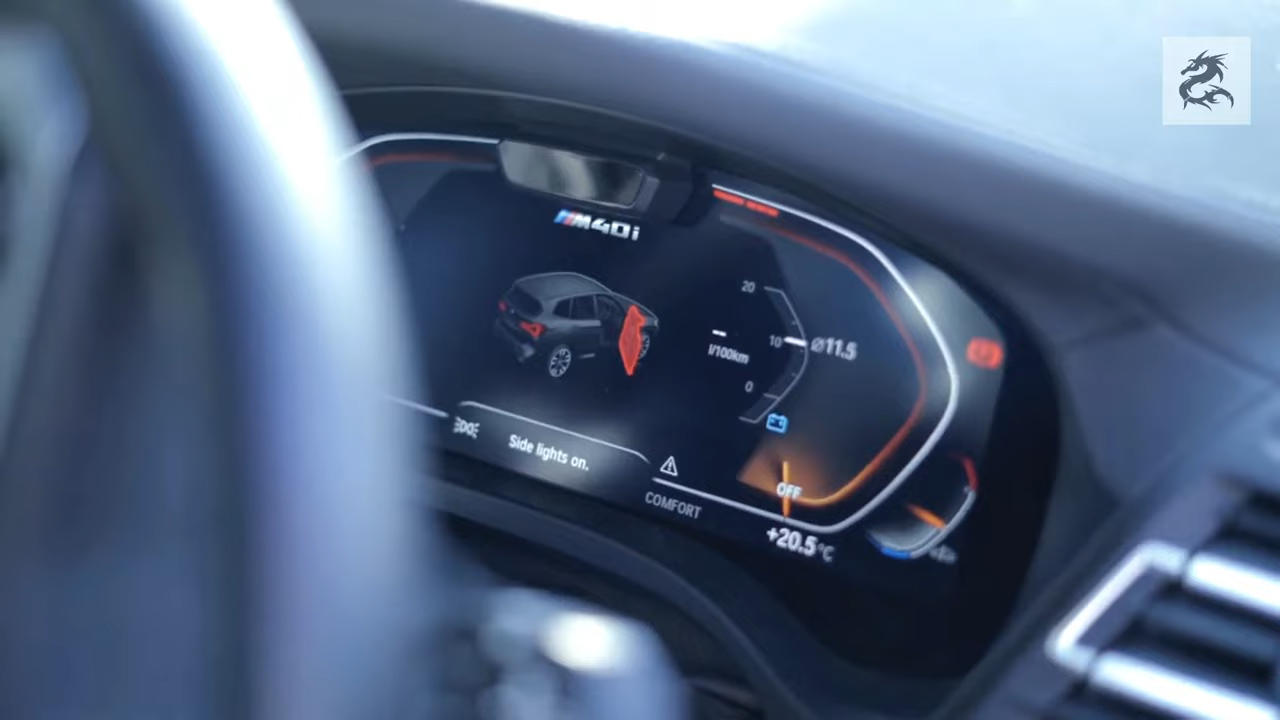 M40i
20
10
Ø11.5
l/100km
0
Side lights on.
OFF
COMFORT
+20.5°C